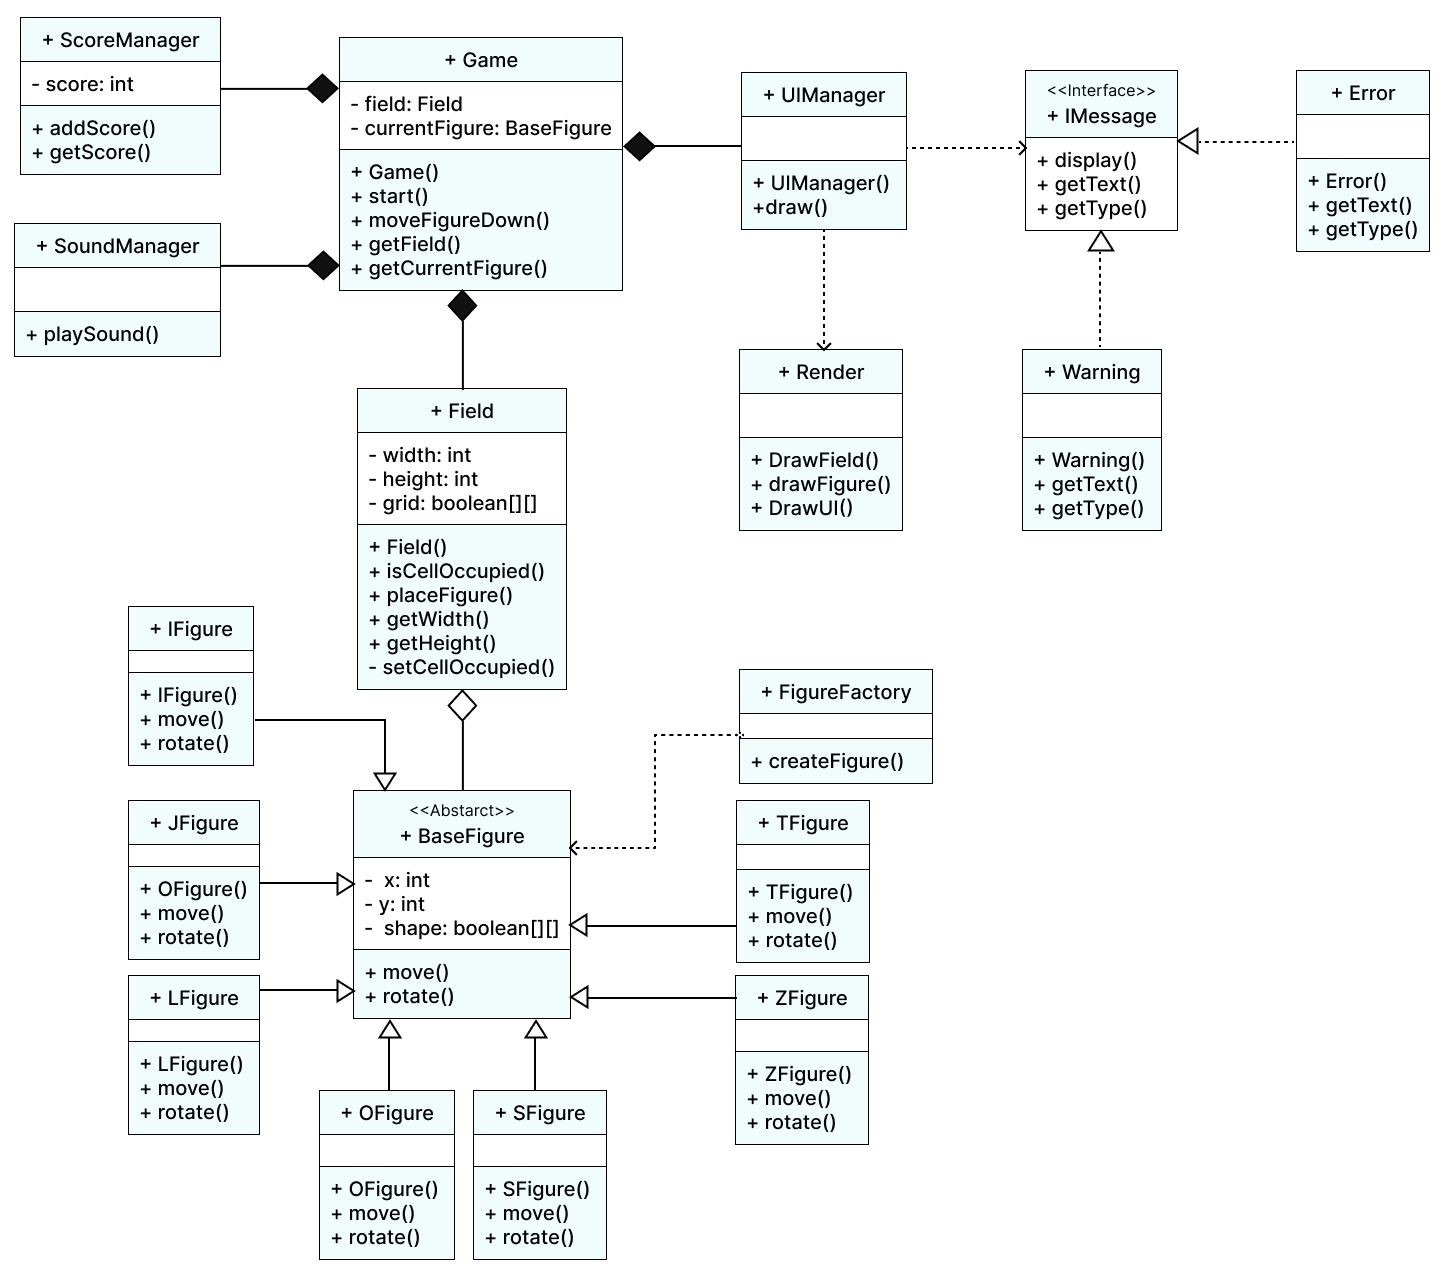 + ScoreManager
- score: int
+ addScore()
+ getScore()
+ SoundManager
+ playSound()
+ Game
- field: Field
- currentFigure: BaseFigure
+ Game()
+ start()
+ moveFigureDown()
+ getField()
+ getCurrentFigure()
+ UIManager
+ UIManager()
+draw()
<<Interface>>
+ IMessage
+ display()
+ getText()
+ getType()
+ Error
+ Error()
+ getText()
+ getType()
+ Render
+ DrawField()
+ drawFigure()
+ DrawUI()
+ Warning
+ Warning()
+ getText()
+ getType()
+ Field
- width: int
- height: int
- grid: boolean[][]
+ Field()
+ isCellOccupied()
+ placeFigure()
+ getWidth()
+ getHeight()
- setCellOccupied()
+ IFigure
+ IFigure()
+ move()
+ rotate()
+ FigureFactory
+ createFigure()
+ JFigure
+ OFigure()
+ move()
+ rotate()
<<Abstarct>>
+ BaseFigure
- x: int
- y: int
- shape: boolean[][]
+ move()
+ rotate()
+ TFigure
+ TFigure()
+ move()
+ rotate()
+ LFigure
+ LFigure()
+ move()
+ rotate()
+ ZFigure
+ ZFigure()
+ move()
+ rotate()
+ OFigure
+ OFigure()
+ move()
+ rotate()
+ SFigure
+ SFigure()
+ move()
+ rotate()